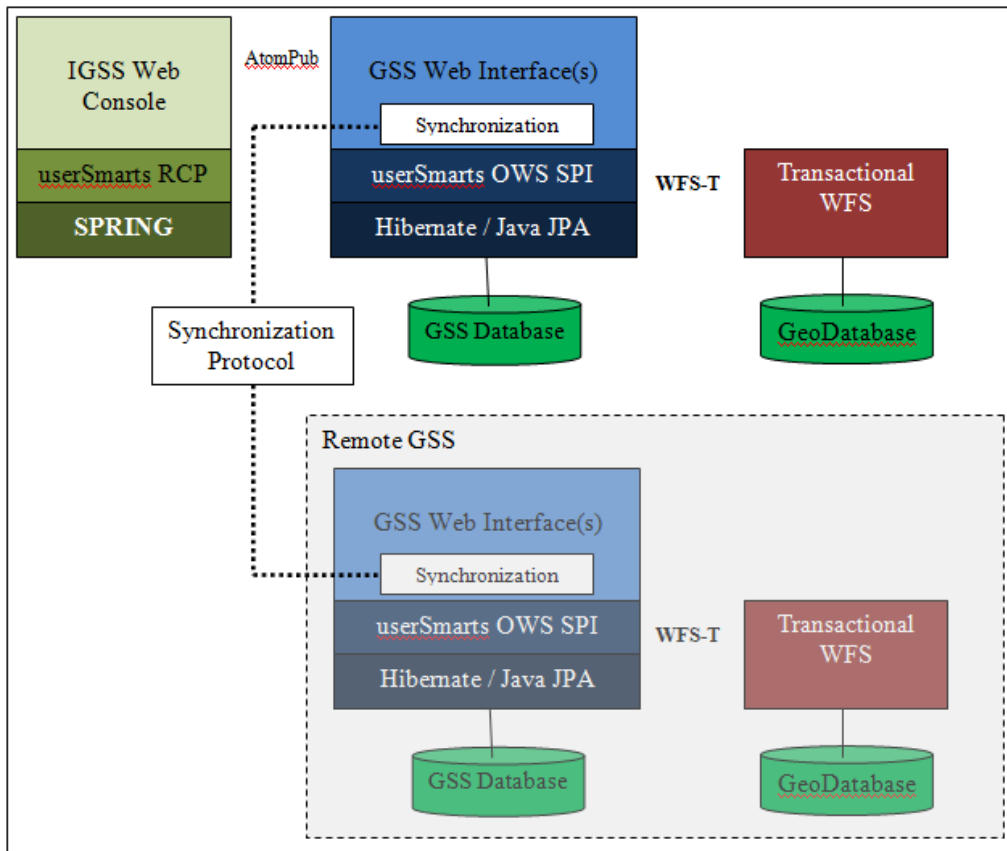 IGSS Web
Console
userSmarts RCP
SPRING
AtomPub
GSS Web Interface(s)
Synchronization
userSmarts OWS SPI
Hibernate / Java JPA
GSS Database
WFS-T
Transactional
WFS
GeoDatabase
Synchronization
Protocol
Remote GSS
GSS Web Interface(s)
Synchronization
userSmarts OWS SPI
Hibernate / Java JPA
GSS Database
WFS-T
Transactional
WFS
GeoDatabase